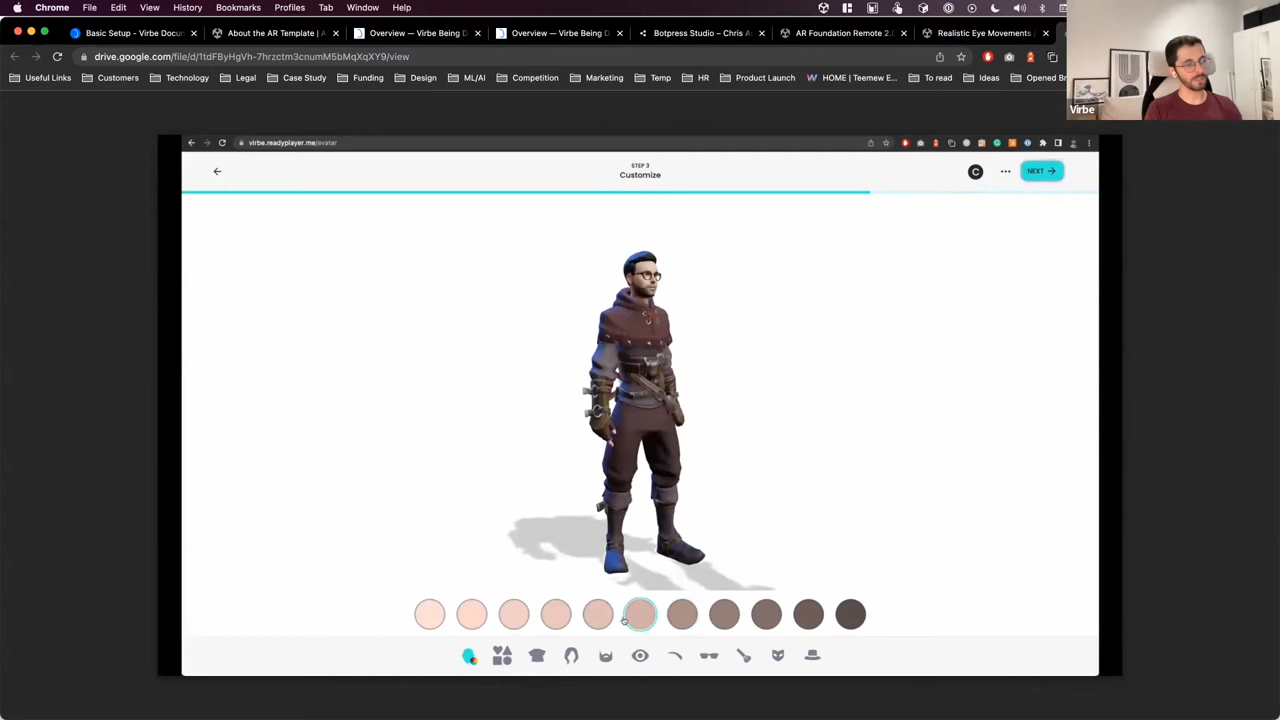 Chrome File Edit View History Bookmarks Profiles Tab Window Help
Basic Setup - Virbe Docume
About the AR Template | A
Overview — Virbe Being D
Overview — Virbe Being D
Botpress Studio – Chris A
AR Foundation Remote 2.0
Realistic Eye Movements |
drive.google.com/file/d/1tdFByHgVh-7hrzctm3cnumM5bMqXqXY9/view
Useful Links Customers Technology Legal Case Study Funding Design ML/AI Competition Marketing Temp HR Product Launch HOME | Teemew E... To read Ideas Opened
Virbe
virbe.readyplayer.me/avatar
STEP 3
Customize
C
NEXT